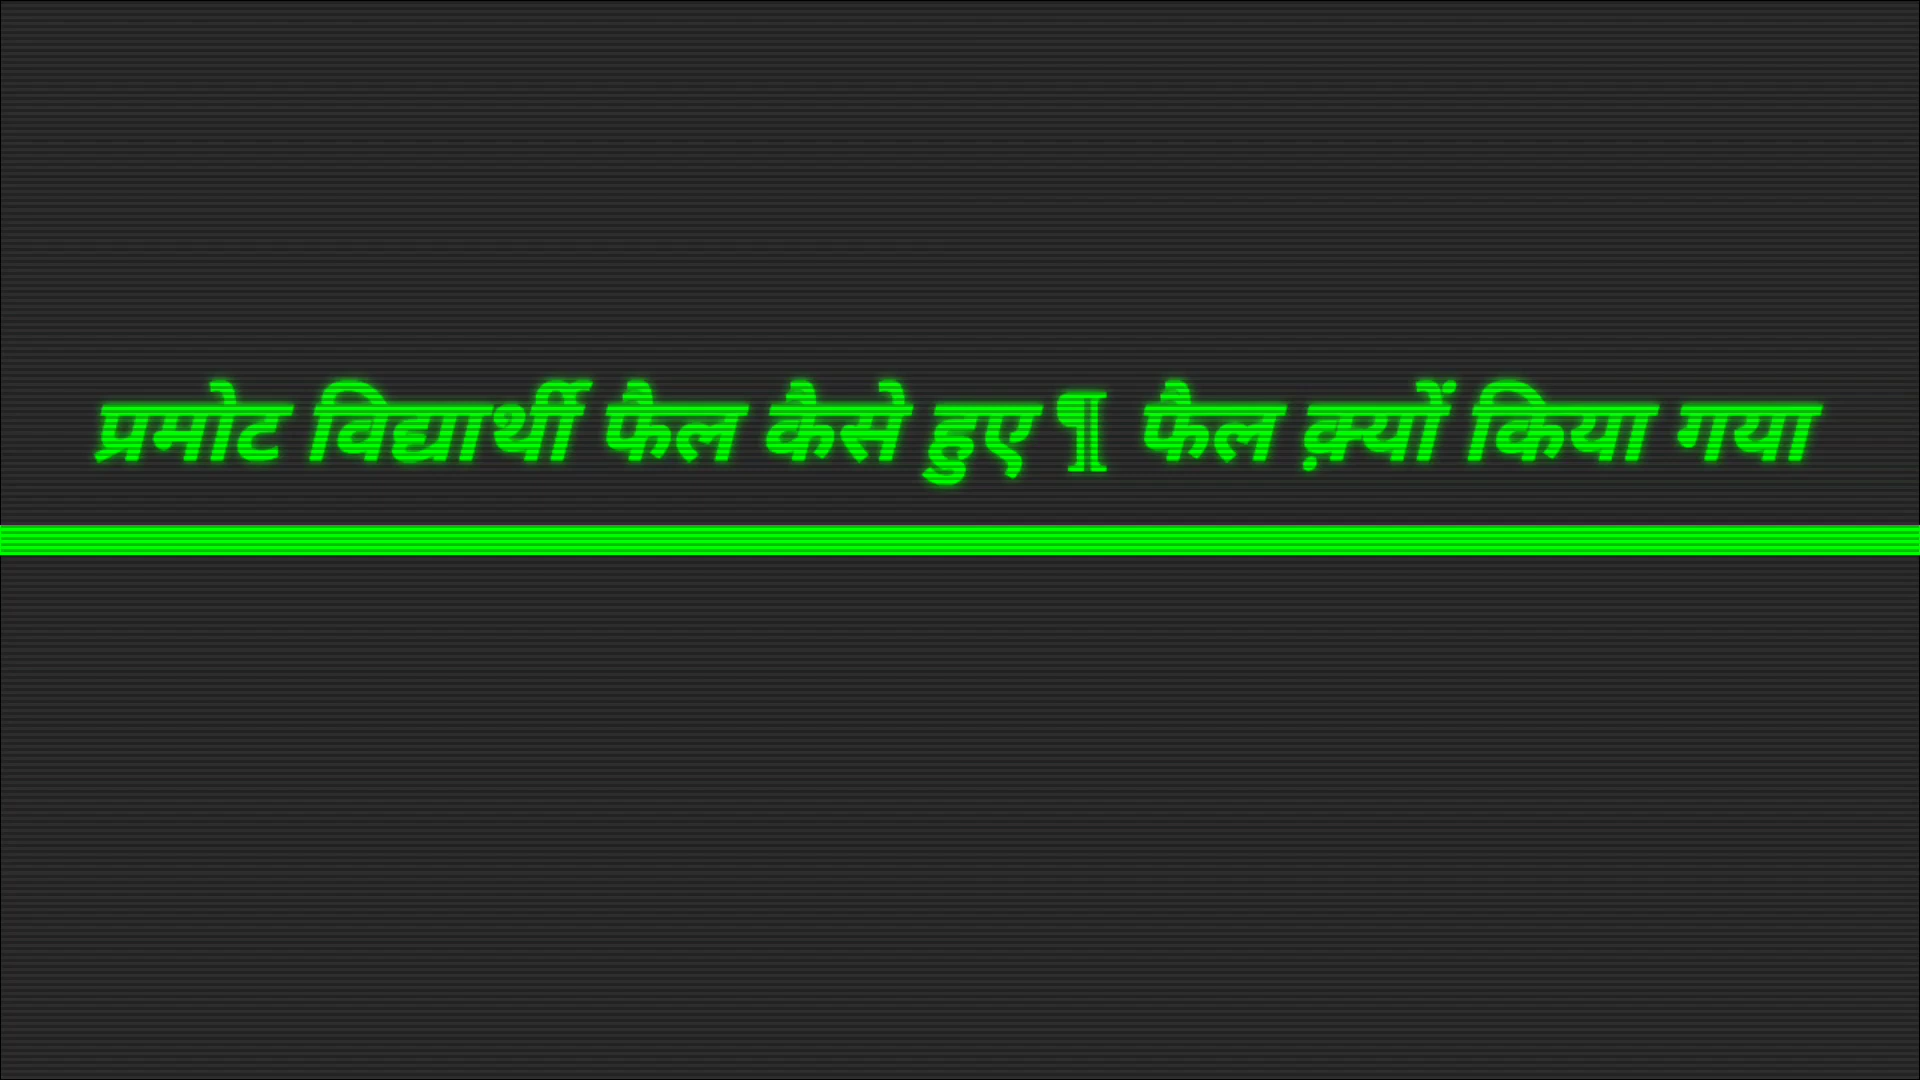 प्रमोट विद्यार्थी फैल कैसे हुए ¶ फैल क़्यों किया गया